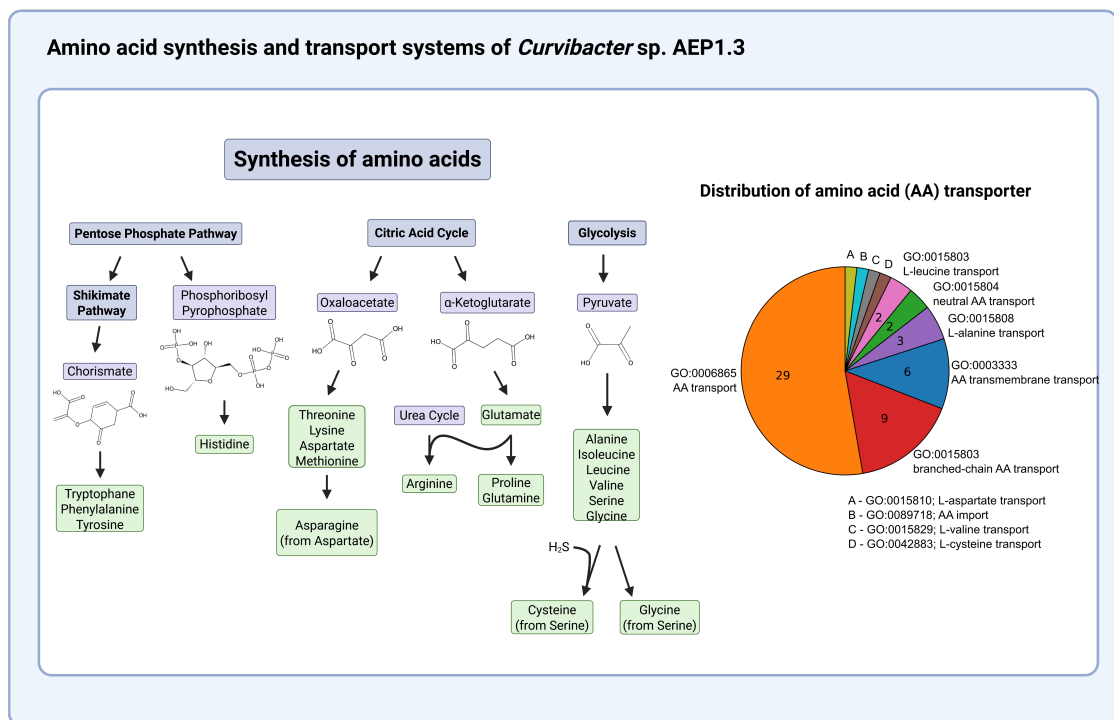 Amino acid synthesis and transport systems of Curvibacter sp. AEP1.3
Synthesis of amino acids
Pentose Phosphate Pathway
Citric Acid Cycle
Glycolysis
Shikimate
Pathway
Phosphoribosyl
Pyrophosphate
Oxaloacetate
α-Ketoglutarate
Pyruvate
Chorismate
Histidine
Tryptophane
Phenylalanine
Tyrosine
Threonine
Lysine
Aspartate
Methionine
Asparagine
(from Aspartate)
Urea Cycle
Glutamate
Arginine
Proline
Glutamine
Alanine
Isoleucine
Leucine
Valine
Serine
Glycine
H₂S
Cysteine
(from Serine)
Glycine
(from Serine)
Distribution of amino acid (AA) transporter
A B C D
GO:0015803
L-leucine transport
GO:0015804
neutral AA transport
GO:0015808
L-alanine transport
GO:0003333
AA transmembrane transport
GO:0015803
branched-chain AA transport
GO:0006865
AA transport
29
2
2
3
6
9
A - GO:0015810; L-aspartate transport
B - GO:0089718; AA import
C - GO:0015829; L-valine transport
D - GO:0042883; L-cysteine transport